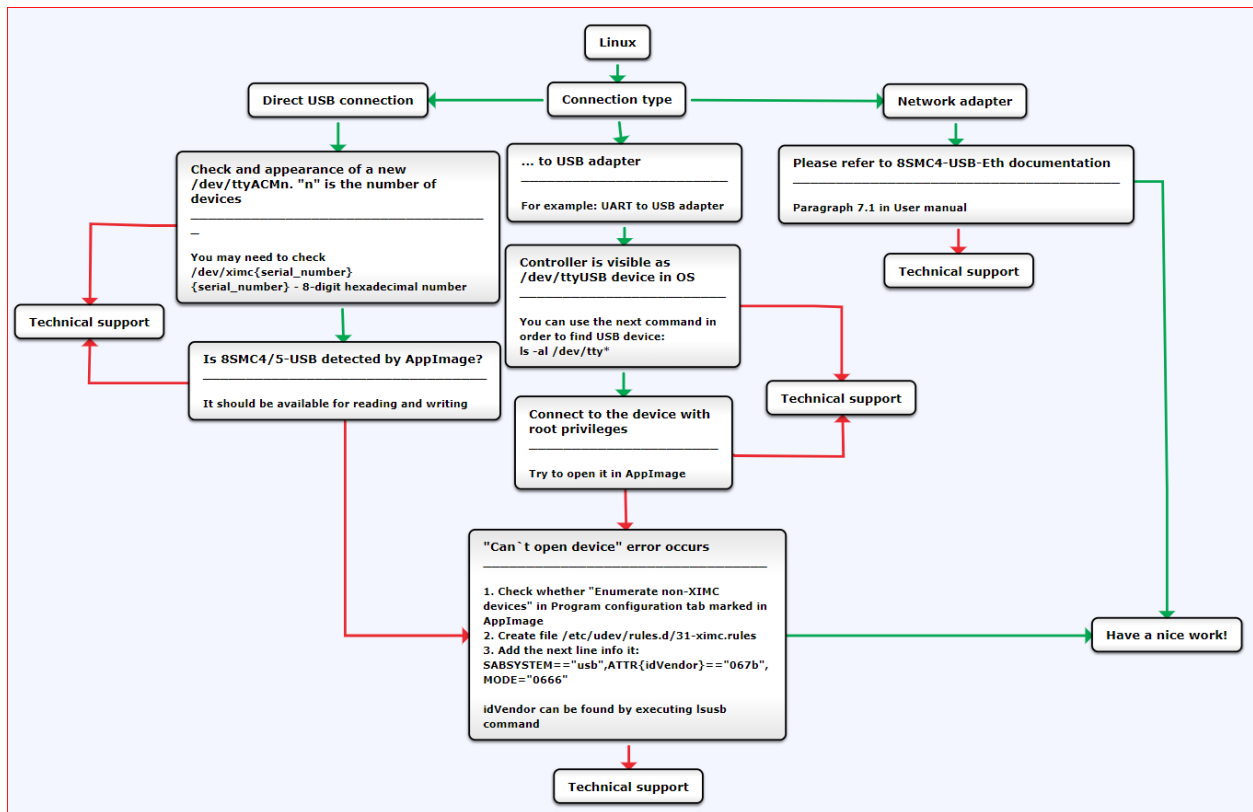 Linux
Direct USB connection
Connection type
Network adapter
Check and appearance of a new
/dev/ttyACMn. "n" is the number of
devices
You may need to check
/dev/ximc{serial_number}
{serial_number} - 8-digit hexadecimal number
... to USB adapter
For example: UART to USB adapter
Please refer to 8SMC4-USB-Eth documentation
Paragraph 7.1 in User manual
Technical support
Controller is visible as
/dev/ttyUSB device in OS
You can use the next command in
order to find USB device:
ls -al /dev/tty*
Technical support
Is 8SMC4/5-USB detected by AppImage?
It should be available for reading and writing
Technical support
Connect to the device with
root privileges
Try to open it in AppImage
"Can`t open device" error occurs
1. Check whether "Enumerate non-XIMC
devices" in Program configuration tab marked in
AppImage
2. Create file /etc/udev/rules.d/31-ximc.rules
3. Add the next line info it:
SABSYSTEM=="usb",ATTR{idVendor}=="067b",
MODE="0666"
idVendor can be found by executing lsusb
command
Have a nice work!
Technical support